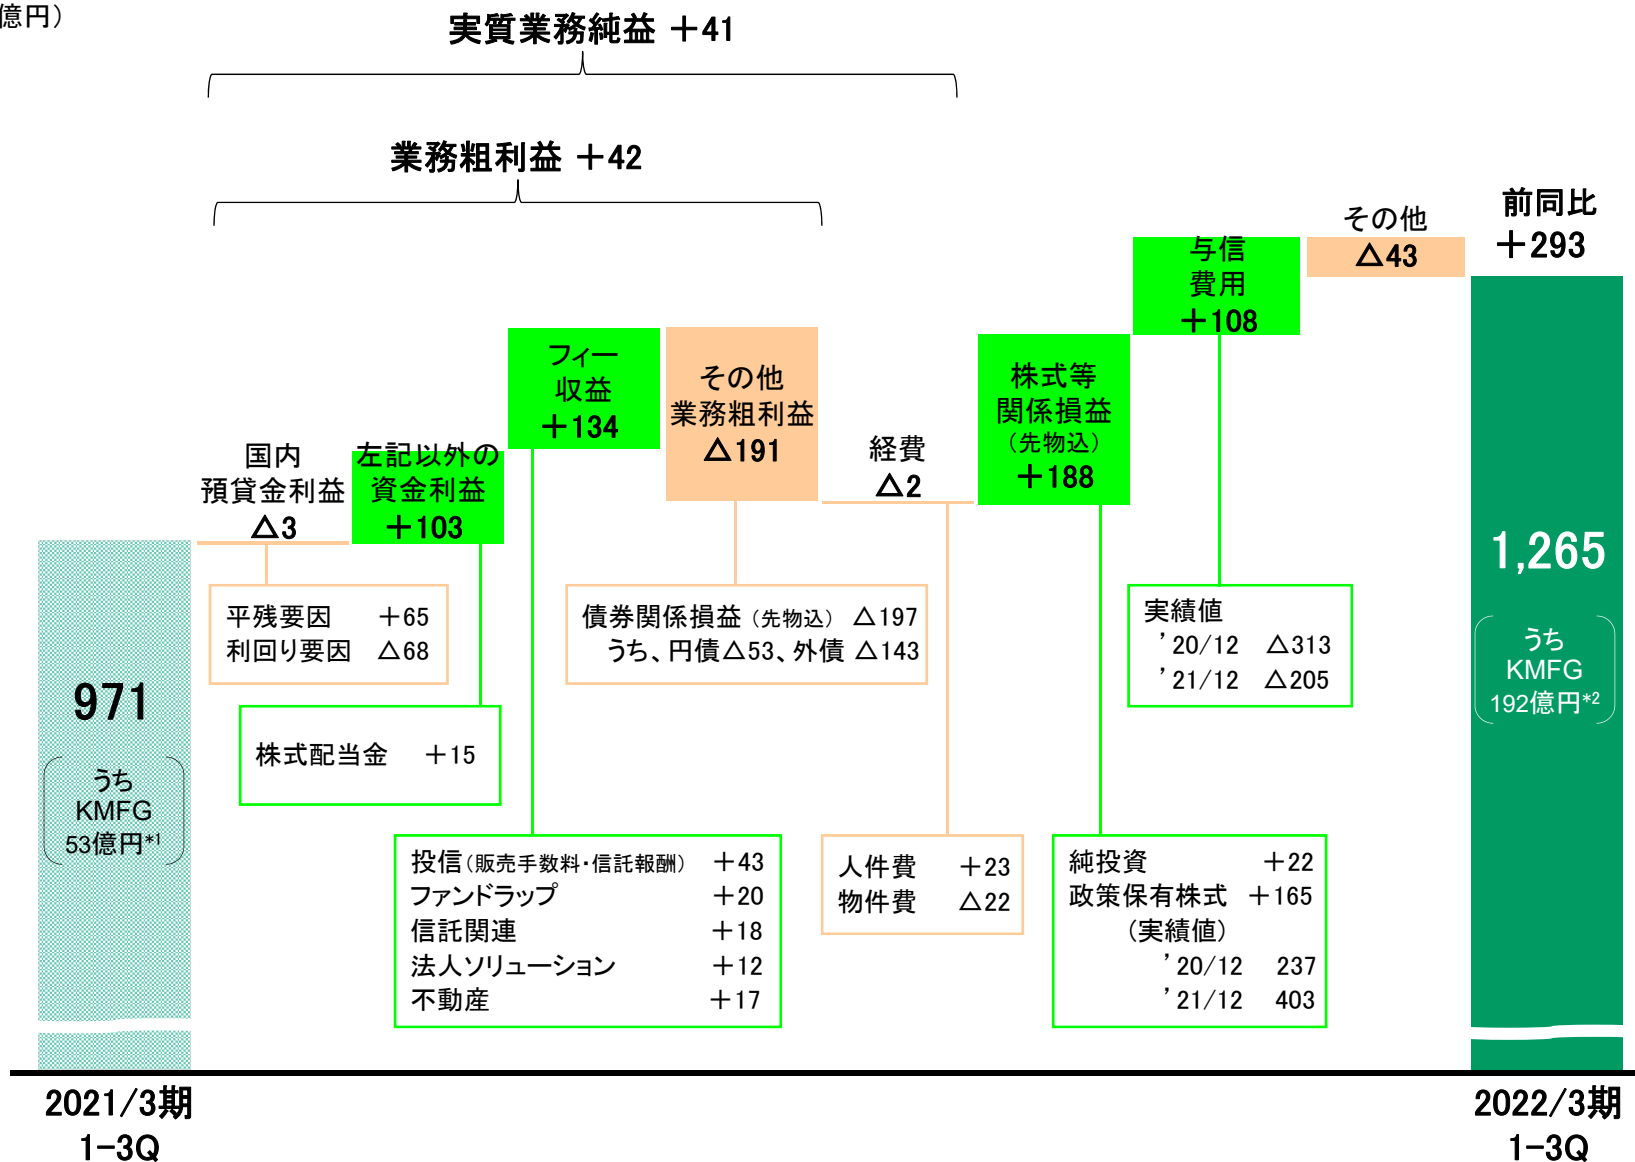 億円）
実質業務純益 ＋41
業務粗利益 ＋42
前同比
＋293
その他
△43
与信
費用
＋108
フィー
収益
＋134
その他
業務粗利益
△191
株式等
関係損益
（先物込）
＋188
経費
△2
国内
預貸金利益
△3
左記以外の
資金利益
＋103
971
うち
KMFG
53億円*1
1,265
うち
KMFG
192億円*2
平残要因 ＋65
利回り要因 △68
債券関係損益（先物込） △197
うち、円債△53、外債 △143
実績値
’20/12 △313
’21/12 △205
株式配当金 ＋15
投信（販売手数料・信託報酬） ＋43
ファンドラップ ＋20
信託関連 ＋18
法人ソリューション ＋12
不動産 ＋17
人件費 ＋23
物件費 △22
純投資 ＋22
政策保有株式 ＋165
（実績値）
’20/12 237
’21/12 403
2021/3期
1-3Q
2022/3期
1-3Q